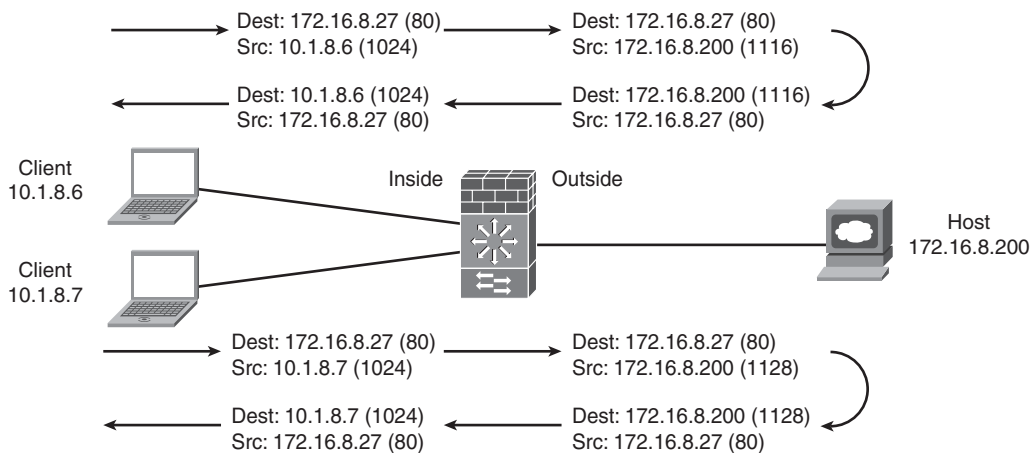 Dest: 172.16.8.27 (80)
Src: 10.1.8.6 (1024)
Dest: 172.16.8.27 (80)
Src: 172.16.8.200 (1116)
Dest: 10.1.8.6 (1024)
Src: 172.16.8.27 (80)
Dest: 172.16.8.200 (1116)
Src: 172.16.8.27 (80)
Client
10.1.8.6
Inside
Outside
Host
172.16.8.200
Client
10.1.8.7
Dest: 172.16.8.27 (80)
Src: 10.1.8.7 (1024)
Dest: 172.16.8.27 (80)
Src: 172.16.8.200 (1128)
Dest: 10.1.8.7 (1024)
Src: 172.16.8.27 (80)
Dest: 172.16.8.200 (1128)
Src: 172.16.8.27 (80)